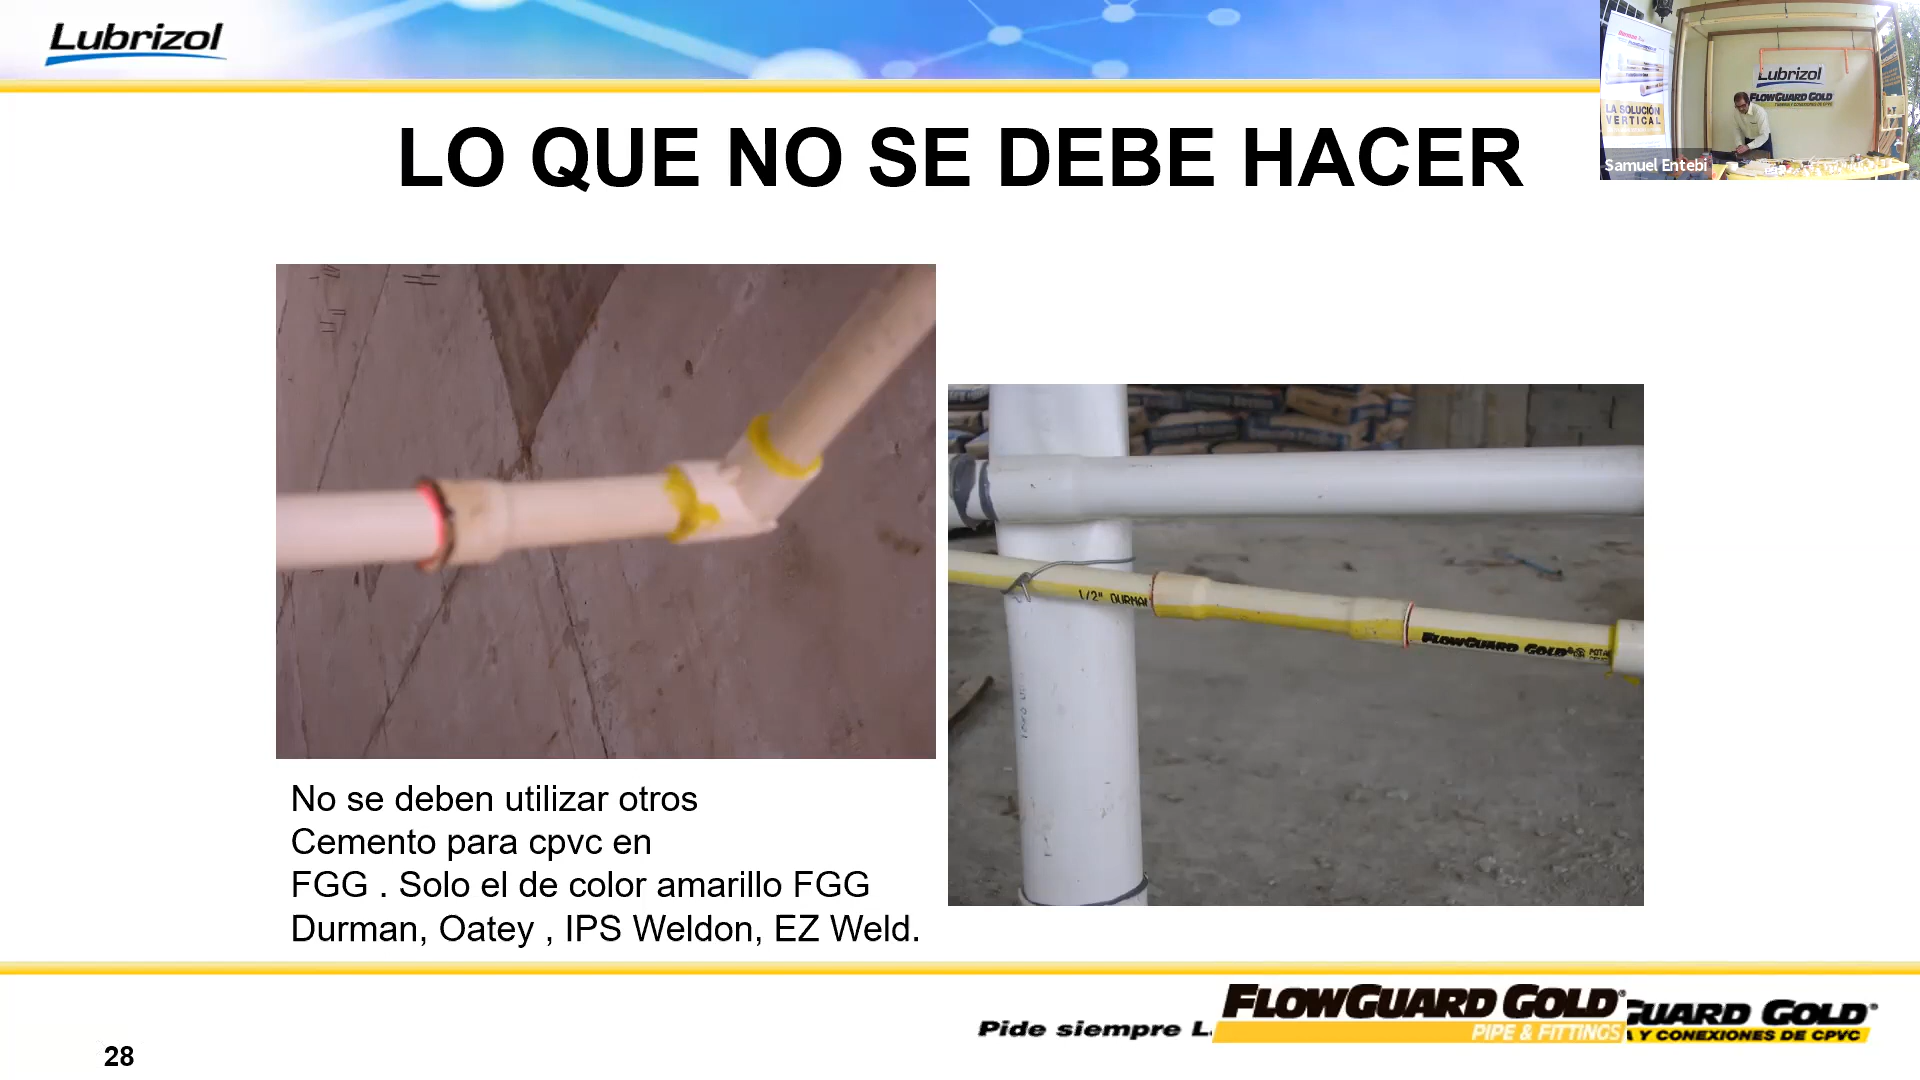 Lubrizol
LO QUE NO SE DEBE HACER
Lubrizol
FLOWGUARD GOLD
LA SOLUCIÓN
VERTICAL
Samuel Entebi
1/2" DURMAN
FLOWGUARD GOLD® POTA
No se deben utilizar otros
Cemento para cpvc en
FGG . Solo el de color amarillo FGG
Durman, Oatey , IPS Weldon, EZ Weld.
Pide siempre L
FLOWGUARD GOLD®
PIPE & FITTINGS
GUARD GOLD®
A Y CONEXIONES DE CPVC
28